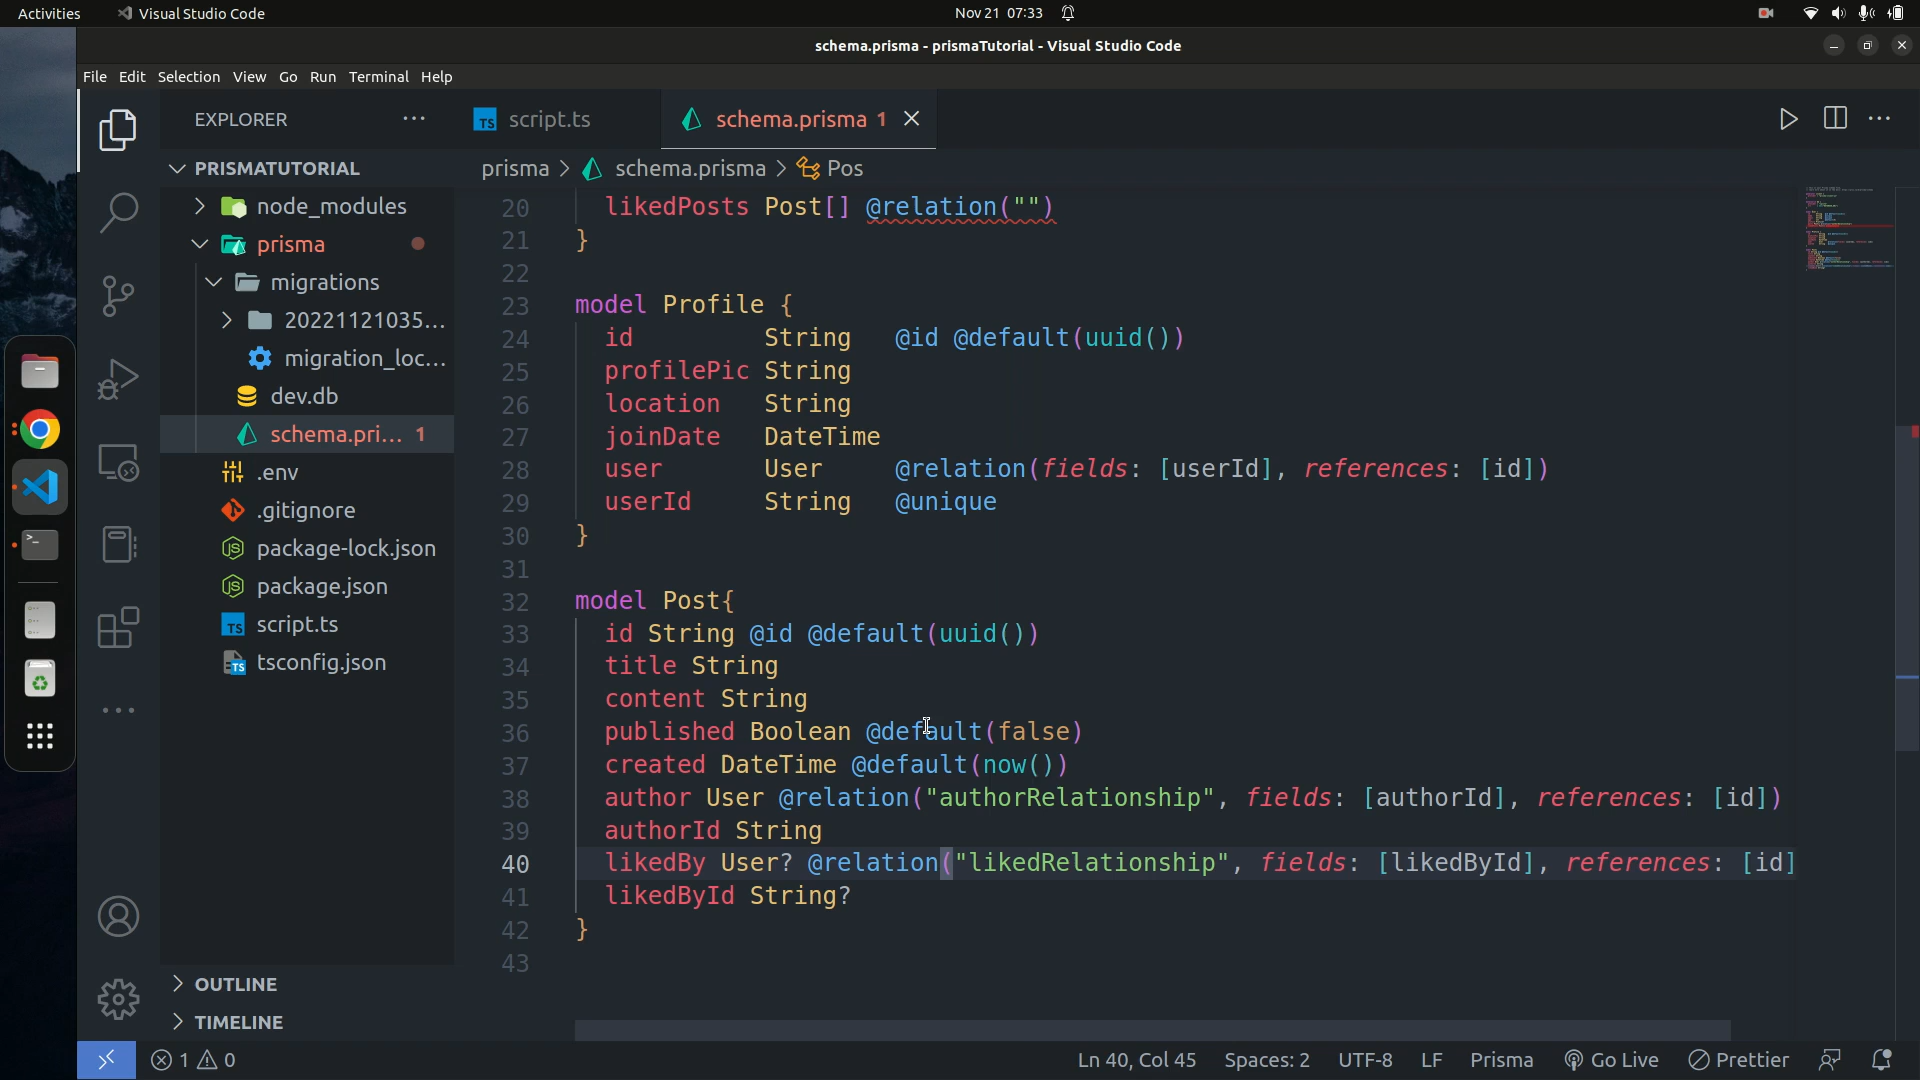 Activities
Visual Studio Code
Nov 21 07:33
schema.prisma - prismaTutorial - Visual Studio Code
File Edit Selection View Go Run Terminal Help
EXPLORER
TS script.ts
schema.prisma 1
PRISMATUTORIAL
prisma > schema.prisma > Pos
node_modules
prisma
migrations
20221121035...
migration_loc...
dev.db
schema.pri... 1
.env
.gitignore
JS package-lock.json
JS package.json
TS script.ts
TS tsconfig.json
OUTLINE
TIMELINE
20 likedPosts Post[] @relation("")
21 }
22
23 model Profile {
24 id String @id @default(uuid())
25 profilePic String
26 location String
27 joinDate DateTime
28 user User @relation(fields: [userId], references: [id])
29 userId String @unique
30 }
31
32 model Post{
33 id String @id @default(uuid())
34 title String
35 content String
36 published Boolean @default(false)
37 created DateTime @default(now())
38 author User @relation("authorRelationship", fields: [authorId], references: [id])
39 authorId String
40 likedBy User? @relation("likedRelationship", fields: [likedById], references: [id]
41 likedById String?
42 }
43
1 0
Ln 40, Col 45 Spaces: 2 UTF-8 LF Prisma Go Live Prettier